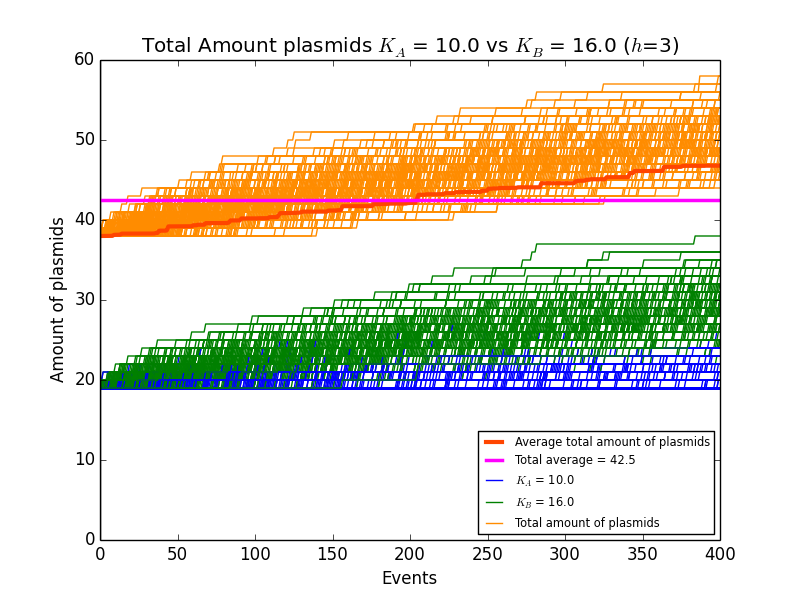 Total Amount plasmids K_A = 10.0 vs K_B = 16.0 (h=3)
Amount of plasmids
60
50
40
30
20
10
0
Average total amount of plasmids
Total average = 42.5
K_A = 10.0
K_B = 16.0
Total amount of plasmids
0 50 100 150 200 250 300 350 400
Events